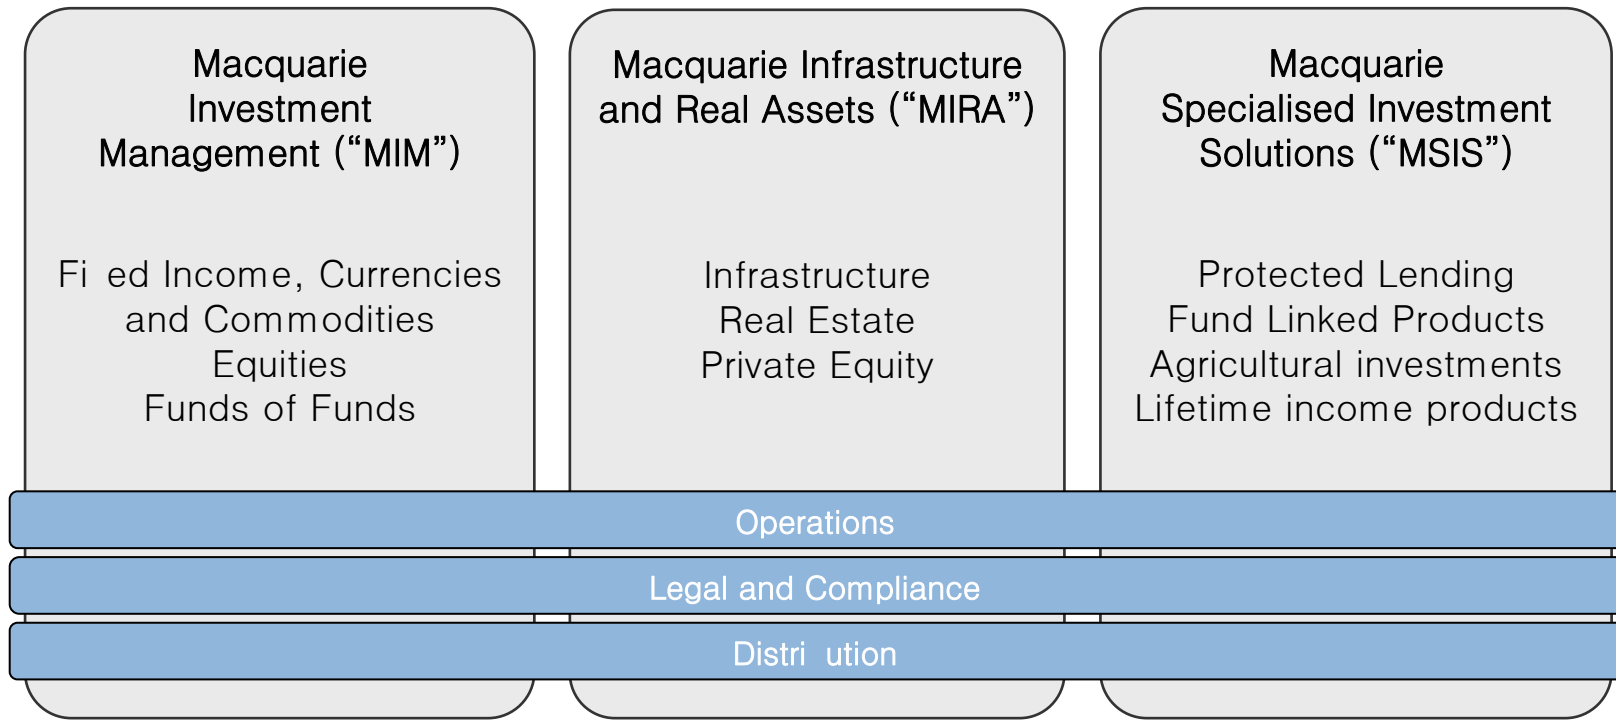 Macquarie
Investment
Management (“MIM”)
Fi ed Income, Currencies
and Commodities
Equities
Funds of Funds
Macquarie Infrastructure
and Real Assets (“MIRA”)
Infrastructure
Real Estate
Private Equity
Macquarie
Specialised Investment
Solutions (“MSIS”)
Protected Lending
Fund Linked Products
Agricultural investments
Lifetime income products
Operations
Legal and Compliance
Distri ution